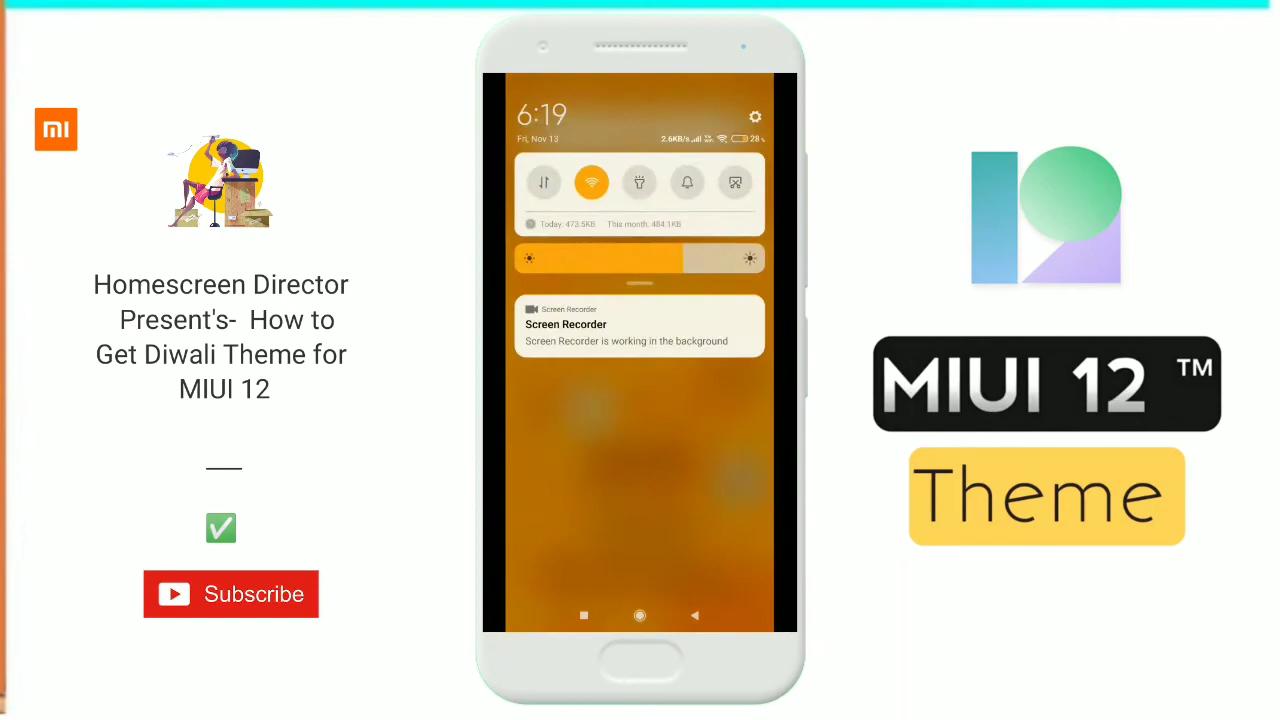 mi
Homescreen Director
Present's- How to
Get Diwali Theme for
MIUI 12
Subscribe
6:19
Fri, Nov 13
2.6KB/s
28
Today: 473.5KB This month: 484.1KB
Screen Recorder
Screen Recorder
Screen Recorder is working in the background
MIUI 12 ™
Theme